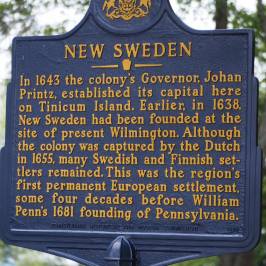 NEW SWEDEN
In 1643 the colony's Governor, Johan
Printz, established its capital here
on Tinicum Island. Earlier, in 1638,
New Sweden had been founded at the
site of present Wilmington. Although
the colony was captured by the Dutch
in 1655, many Swedish and Finnish set-
tlers remained. This was the region's
first permanent European settlement,
some four decades before William
Penn's 1681 founding of Pennsylvania.